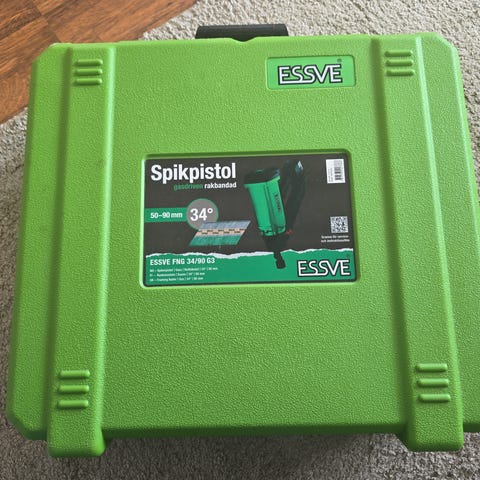 ESSVE
Spikpistol
gasdriven rakbandad
50-90 mm
34°
ESSVE FNG 34/90 G3
ESSVE